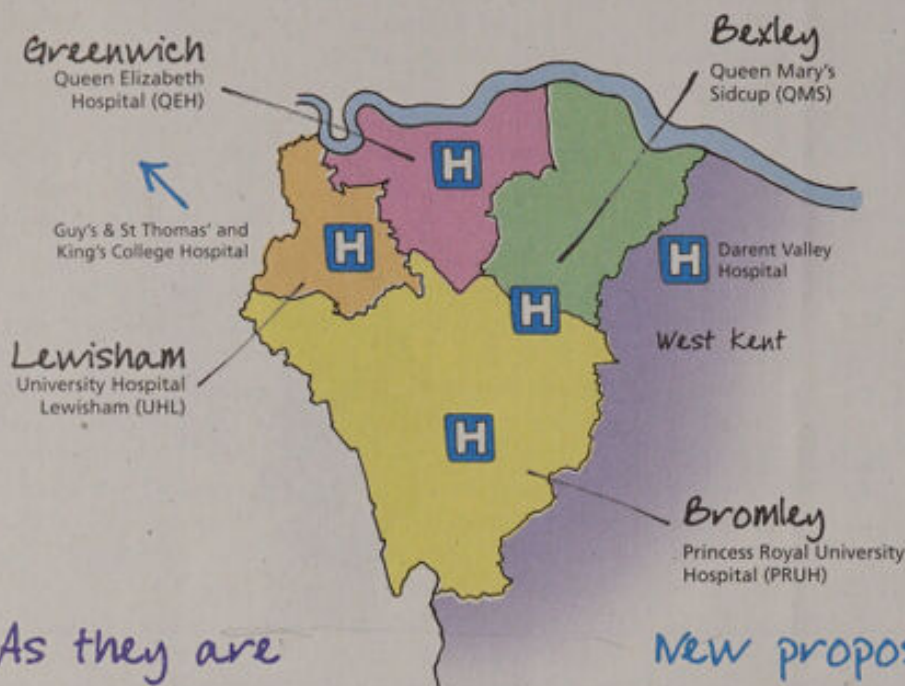 Greenwich
Queen Elizabeth
Hospital (QEH)
Bexley
Queen Mary's
Sidcup (QMS)
H
Guy's & St Thomas' and
King's College Hospital
H
H
Darent Valley
Hospital
H
West Kent
Lewisham
University Hospital
Lewisham (UHL)
H
Bromley
Princess Royal University
Hospital (PRUH)
As they are
New propos